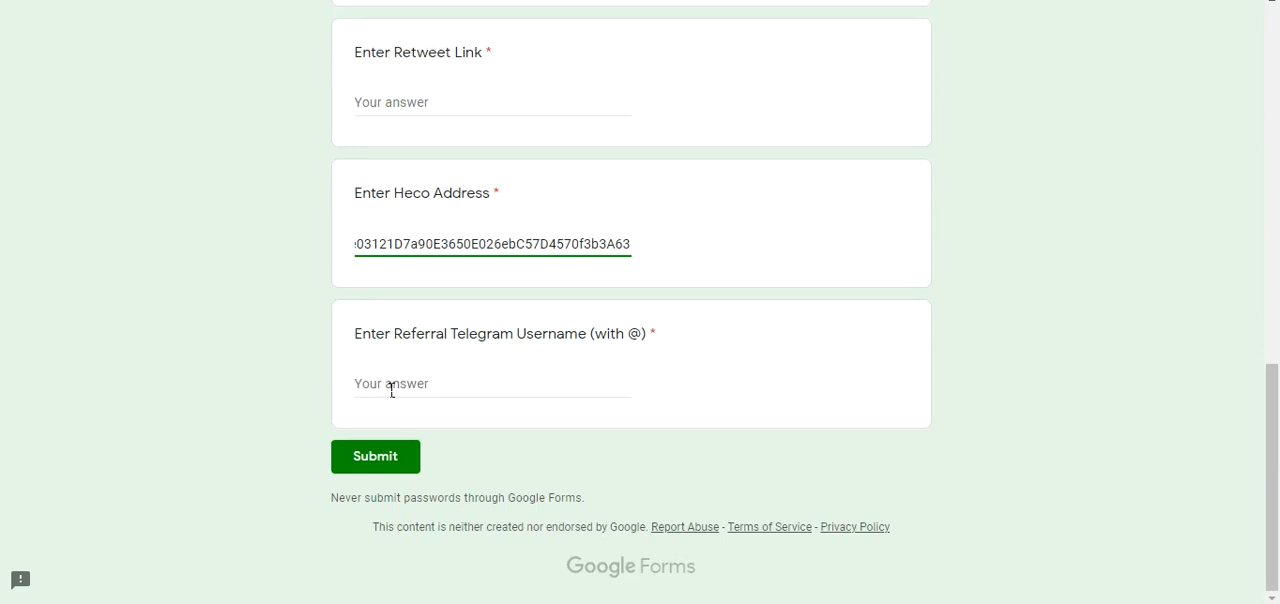 Enter Retweet Link *
Your answer
Enter Heco Address *
03121D7a90E3650E026ebC57D4570f3b3A63
Enter Referral Telegram Username (with @) *
Your answer
Submit
Never submit passwords through Google Forms.
This content is neither created nor endorsed by Google. Report Abuse - Terms of Service - Privacy Policy
Google Forms